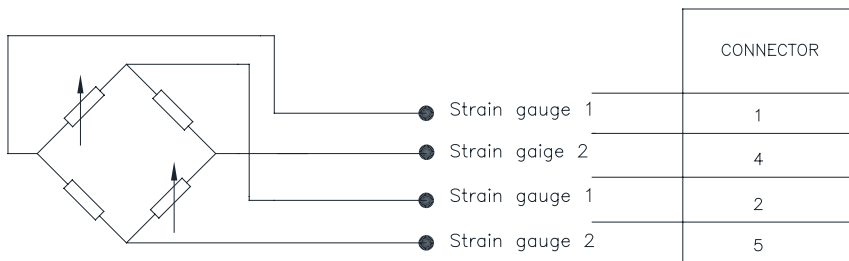 CONNECTOR
Strain gauge 1 1
Strain gaige 2 4
Strain gauge 1 2
Strain gauge 2 5